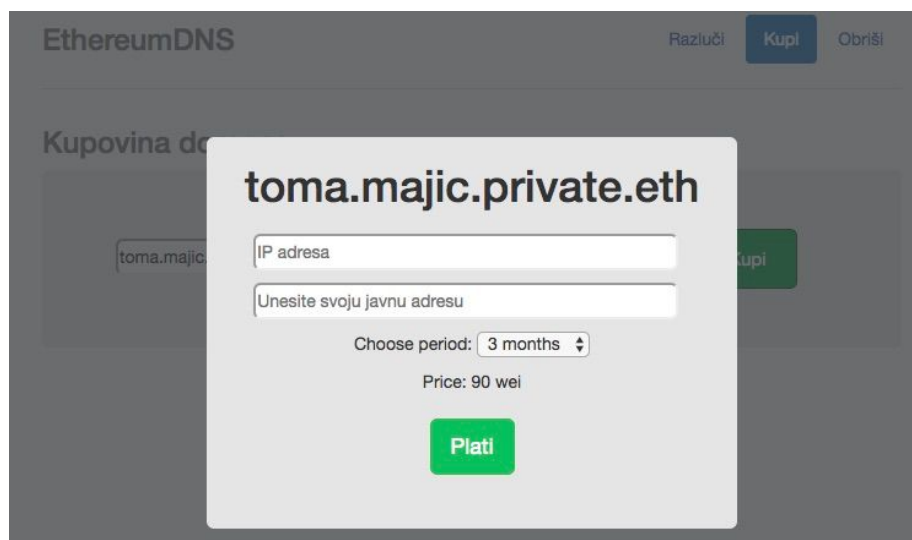 EthereumDNS
Razluči Kupi Obriši
Kupovina do
toma.majic.private.eth
toma.majic.
IP adresa
upi
Unesite svoju javnu adresu
Choose period: 3 months
Price: 90 wei
Plati